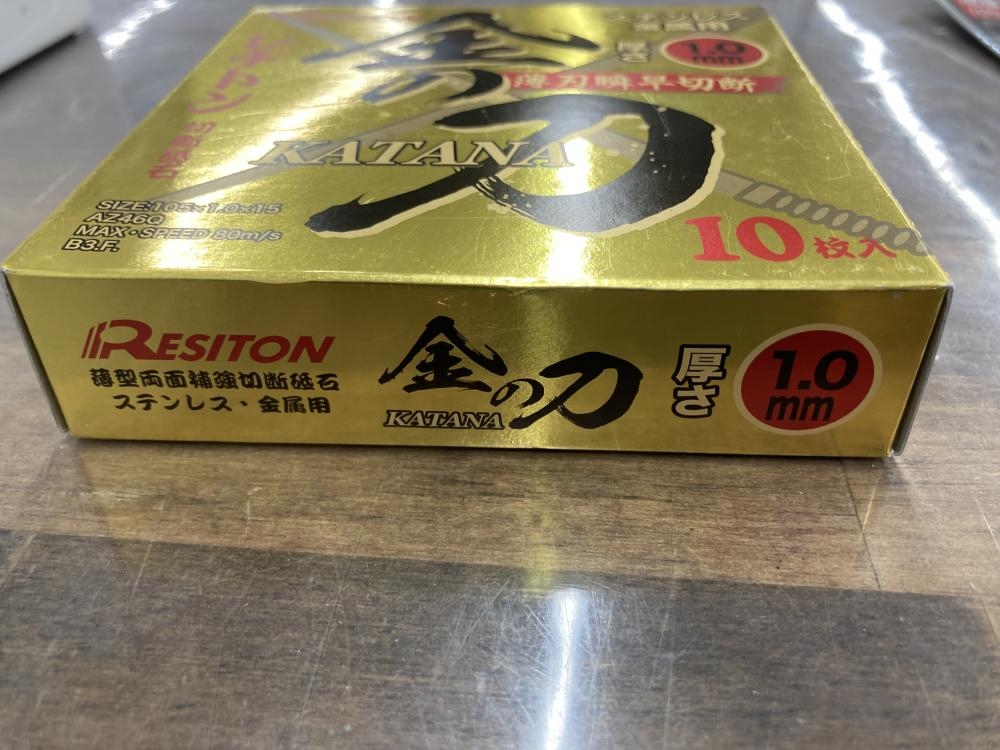 ステンレス
金属用
金の刀
厚さ
1.0
mm
薄刃瞬早切断
KATANA
SIZE:105×1.0×15
AZ46Q
MAX・SPEED 80m/s
B3.F.
10枚入
RESITON
薄型両面補強切断砥石
ステンレス・金属用
金の刀
KATANA
厚さ
1.0
mm